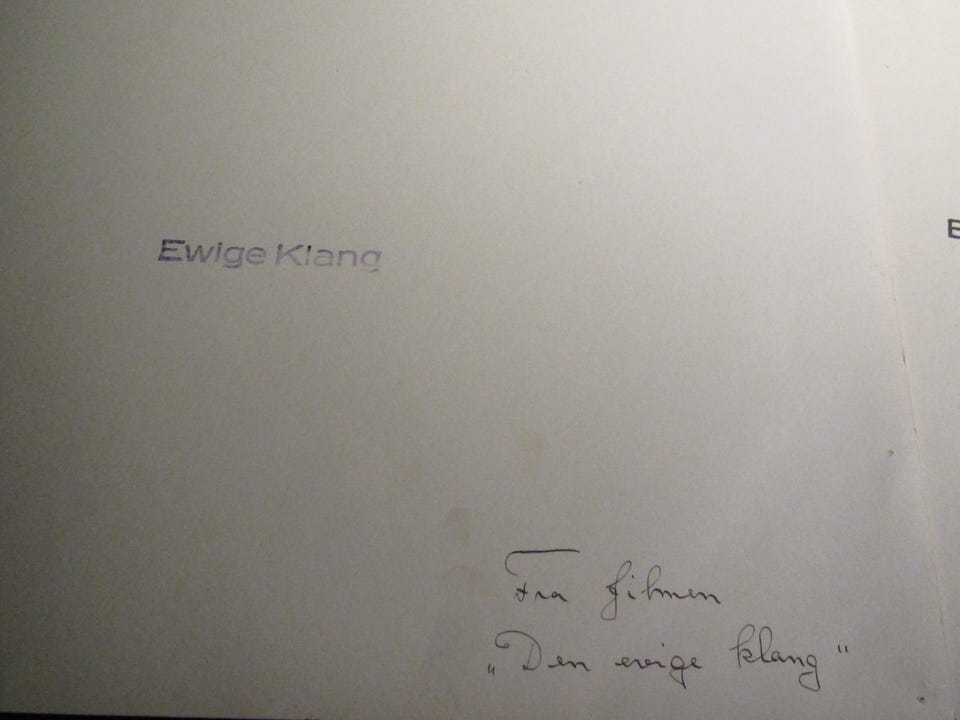 Ewige Klang
Fra filmen
„Den evige klang"